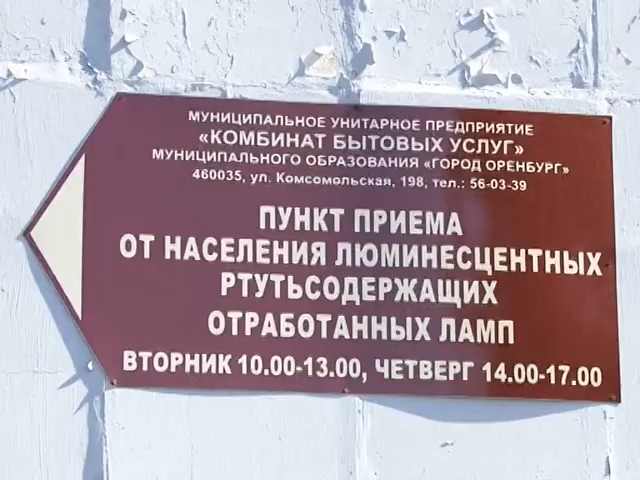 МУНИЦИПАЛЬНОЕ УНИТАРНОЕ ПРЕДПРИЯТИЕ
«КОМБИНАТ БЫТОВЫХ УСЛУГ»
МУНИЦИПАЛЬНОГО ОБРАЗОВАНИЯ «ГОРОД ОРЕНБУРГ»
460035, ул. Комсомольская, 198, тел.: 56-03-39
ПУНКТ ПРИЕМА
ОТ НАСЕЛЕНИЯ ЛЮМИНЕСЦЕНТНЫХ
РТУТЬСОДЕРЖАЩИХ
ОТРАБОТАННЫХ ЛАМП
ВТОРНИК 10.00-13.00, ЧЕТВЕРГ 14.00-17.00